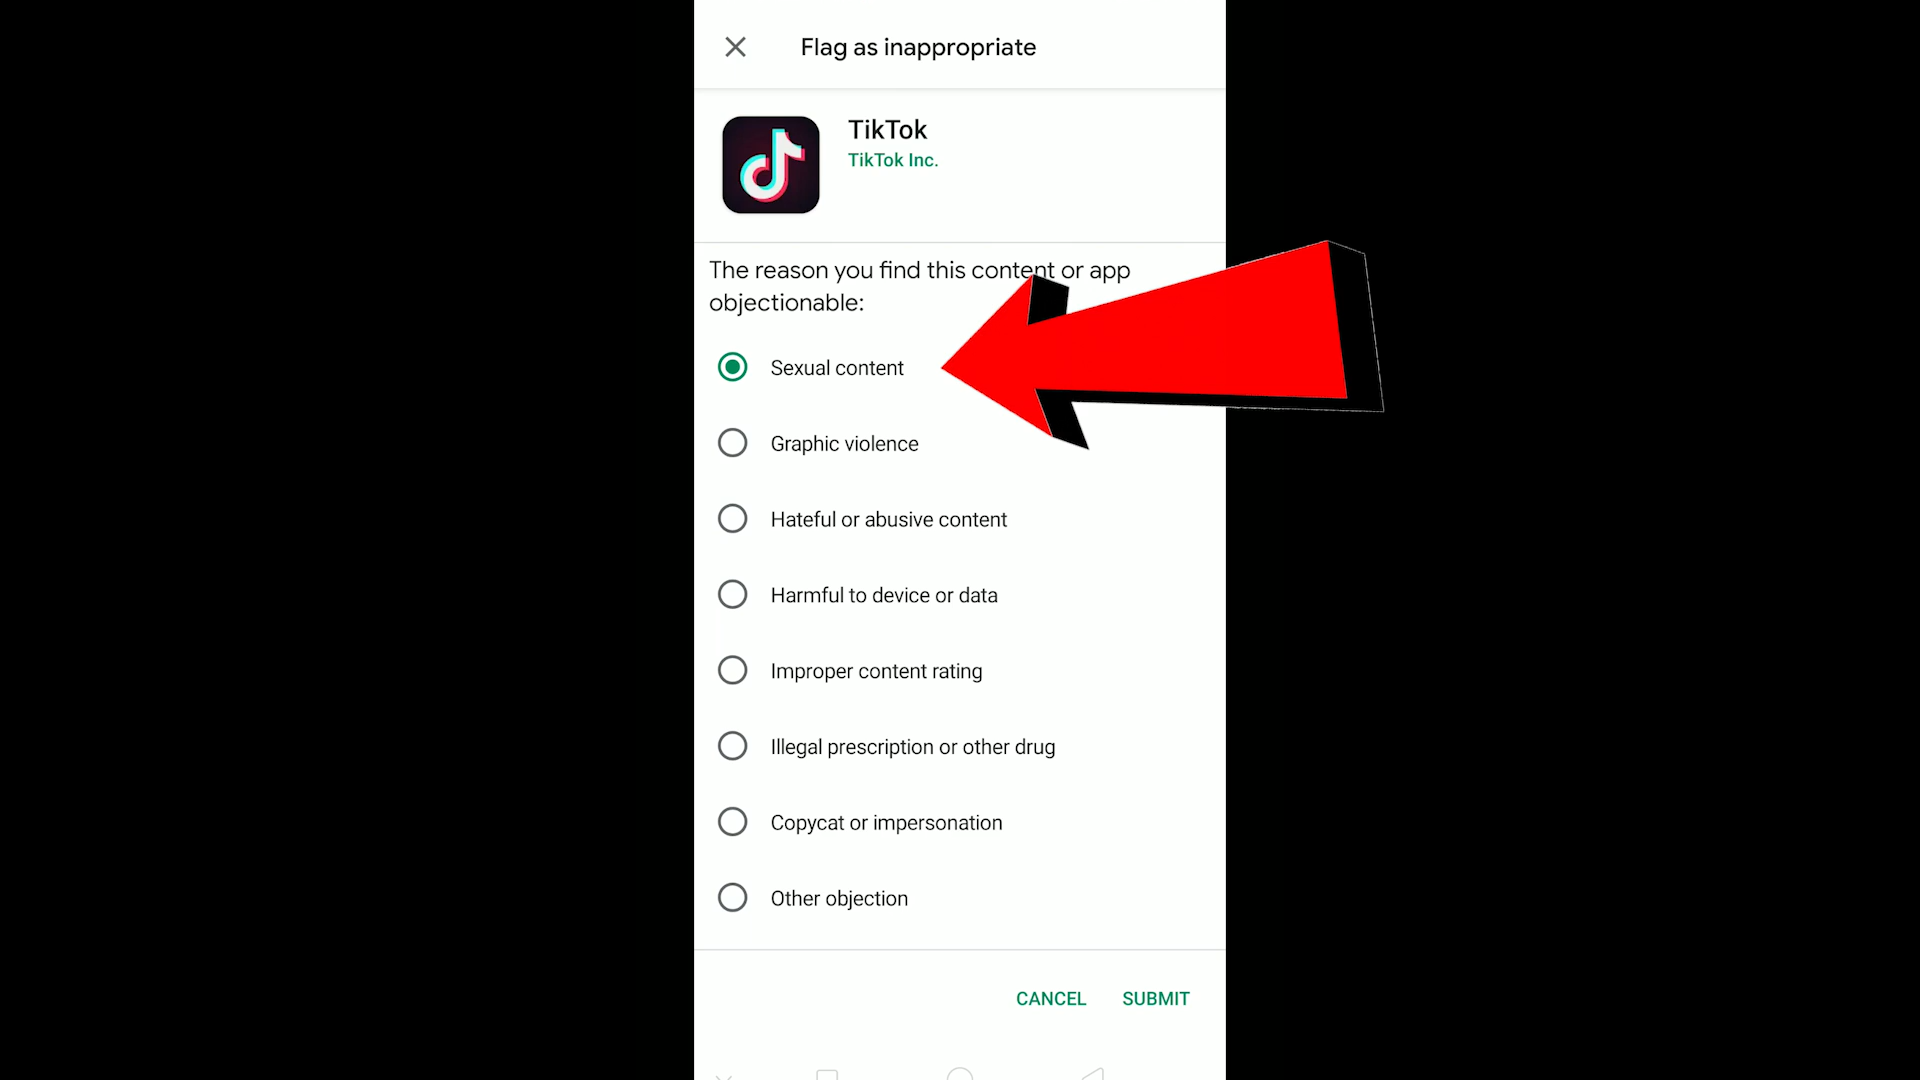 Flag as inappropriate
TikTok
TikTok Inc.
The reason you find this content or app
objectionable:
Sexual content
Graphic violence
Hateful or abusive content
Harmful to device or data
Improper content rating
Illegal prescription or other drug
Copycat or impersonation
Other objection
CANCEL SUBMIT